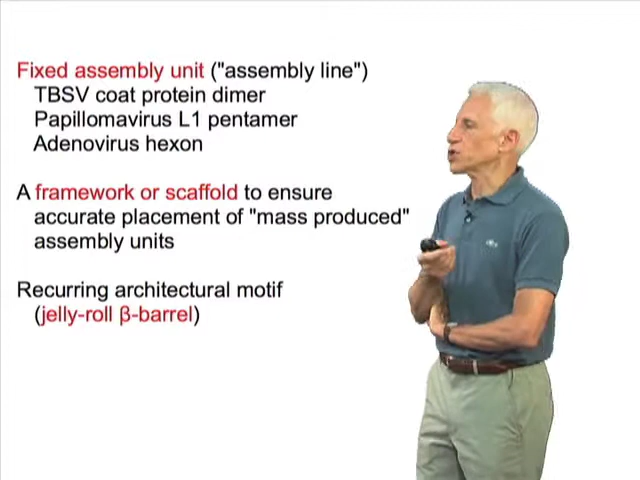 Fixed assembly unit ("assembly line")
TBSV coat protein dimer
Papillomavirus L1 pentamer
Adenovirus hexon
A framework or scaffold to ensure
accurate placement of "mass produced"
assembly units
Recurring architectural motif
(jelly-roll β-barrel)